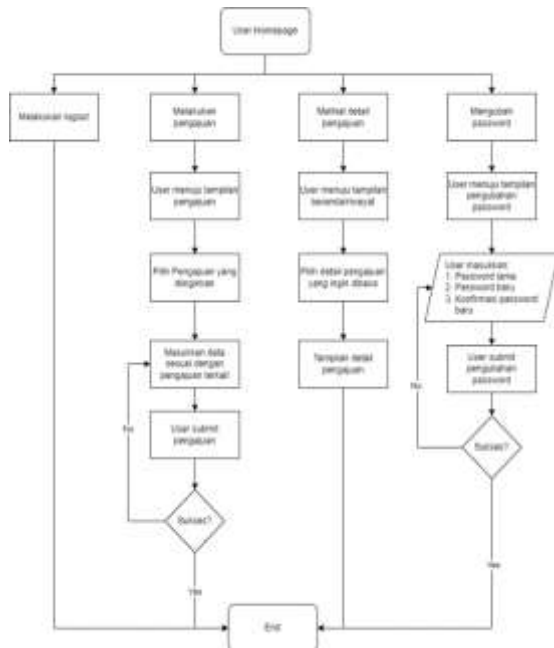 User Homepage
Melakukan logout
Melakukan
pengajuan
Melihat detail
pengajuan
Mengubah
password
User menuju tampilan
pengajuan
User menuju tampilan
User menuju tampilan
pengubahan
password
Pilih Pengajuan yang
diinginkan
Pilih detail pengajuan
yang ingin dibaca
User masukkan:
1. Password lama
2. Password baru
3. Konfirmasi password
baru
Masukkan data
sesuai dengan
pengajuan terkait
Tampilan detail
pengajuan
User submit
pengubahan
password
No
No
User submit
pengajuan
Sukses?
Sukses?
Yes
Yes
End